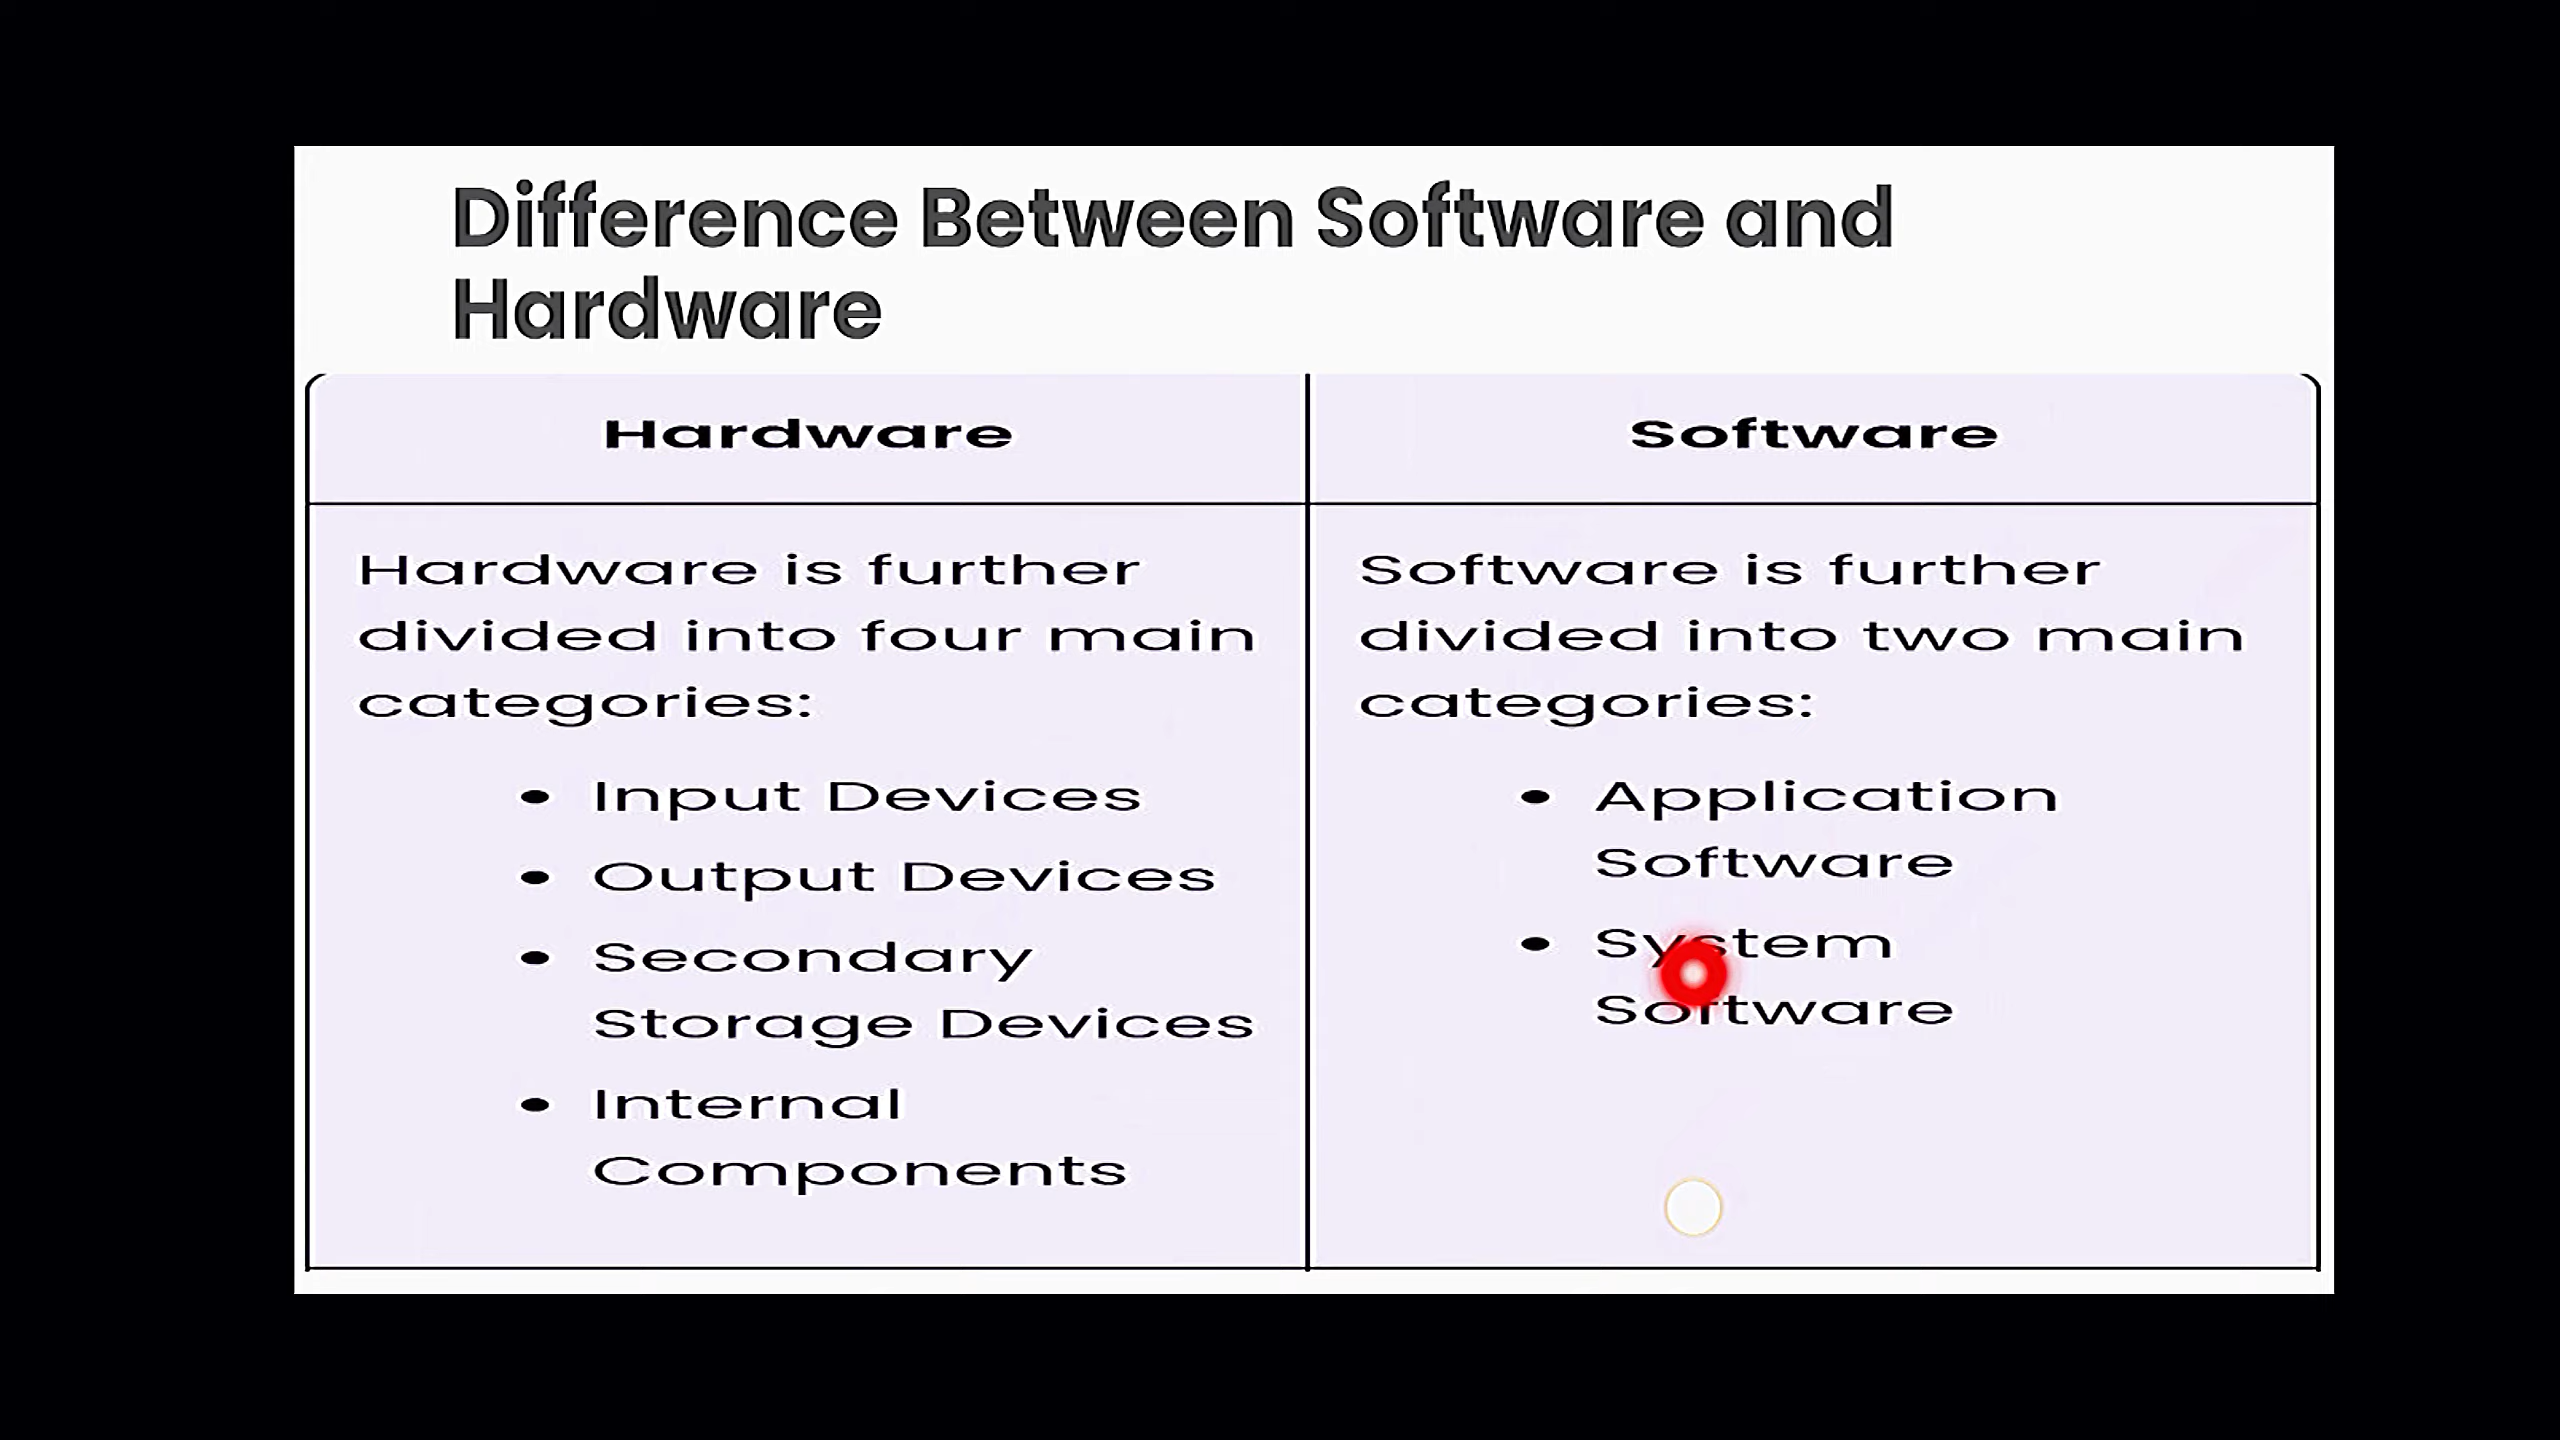 Difference Between Software and
Hardware
Hardware
Software
Hardware is further
divided into four main
categories:
• Input Devices
• Output Devices
• Secondary
Storage Devices
• Internal
Components
Software is further
divided into two main
categories:
• Application
Software
• System
Software